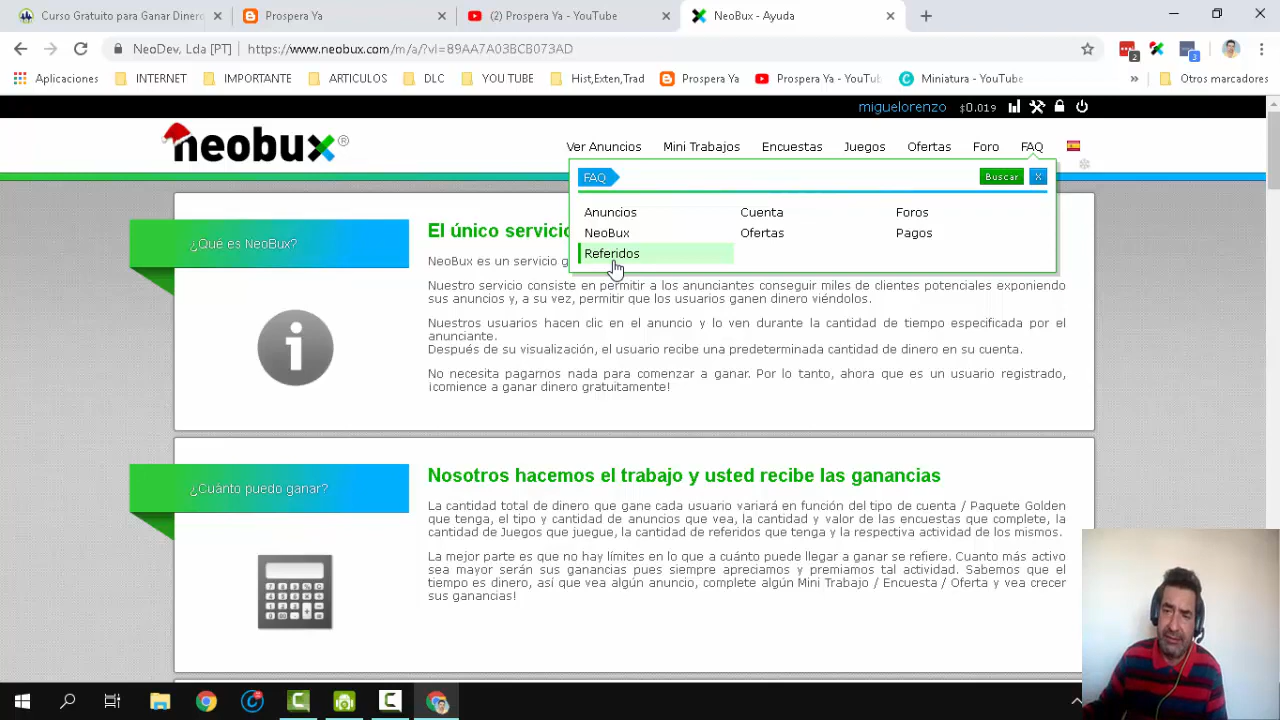 Curso Gratuito para Ganar Dinero
Prospera Ya
(2) Prospera Ya - YouTube
NeoBux - Ayuda
NeoDev, Lda [PT] | https://www.neobux.com/m/a/?vl=89AA7A03BCB073AD
2
3
Aplicaciones
INTERNET
IMPORTANTE
ARTICULOS
DLC
YOU TUBE
Hist,Exten,Trad
Prospera Ya
Prospera Ya - YouTub
Miniatura - YouTube
»
Otros marcadores
miguelorenzo $0.019
neobux®
Ver Anuncios
Mini Trabajos
Encuestas
Juegos
Ofertas
Foro
FAQ
FAQ
Buscar
X
Anuncios
Cuenta
Foros
NeoBux
Ofertas
Pagos
Referidos
¿Qué es NeoBux?
El único servicio
NeoBux es un servicio g
Nuestro servicio consiste en permitir a los anunciantes conseguir miles de clientes potenciales exponiendo
sus anuncios y, a su vez, permitir que los usuarios ganen dinero viéndolos.
Nuestros usuarios hacen clic en el anuncio y lo ven durante la cantidad de tiempo especificada por el
anunciante.
Después de su visualización, el usuario recibe una predeterminada cantidad de dinero en su cuenta.
No necesita pagarnos nada para comenzar a ganar. Por lo tanto, ahora que es un usuario registrado,
¡comience a ganar dinero gratuitamente!
¿Cuánto puedo ganar?
Nosotros hacemos el trabajo y usted recibe las ganancias
La cantidad total de dinero que gane cada usuario variará en función del tipo de cuenta / Paquete Golden
que tenga, el tipo y cantidad de anuncios que vea, la cantidad y valor de las encuestas que complete, la
cantidad de Juegos que juegue, la cantidad de referidos que tenga y la respectiva actividad de los mismos.
La mejor parte es que no hay límites en lo que a cuánto puede llegar a ganar se refiere. Cuanto más activo
sea mayor serán sus ganancias pues siempre apreciamos y premiamos tal actividad. Sabemos que el
tiempo es dinero, así que vea algún anuncio, complete algún Mini Trabajo / Encuesta / Oferta y vea crecer
sus ganancias!